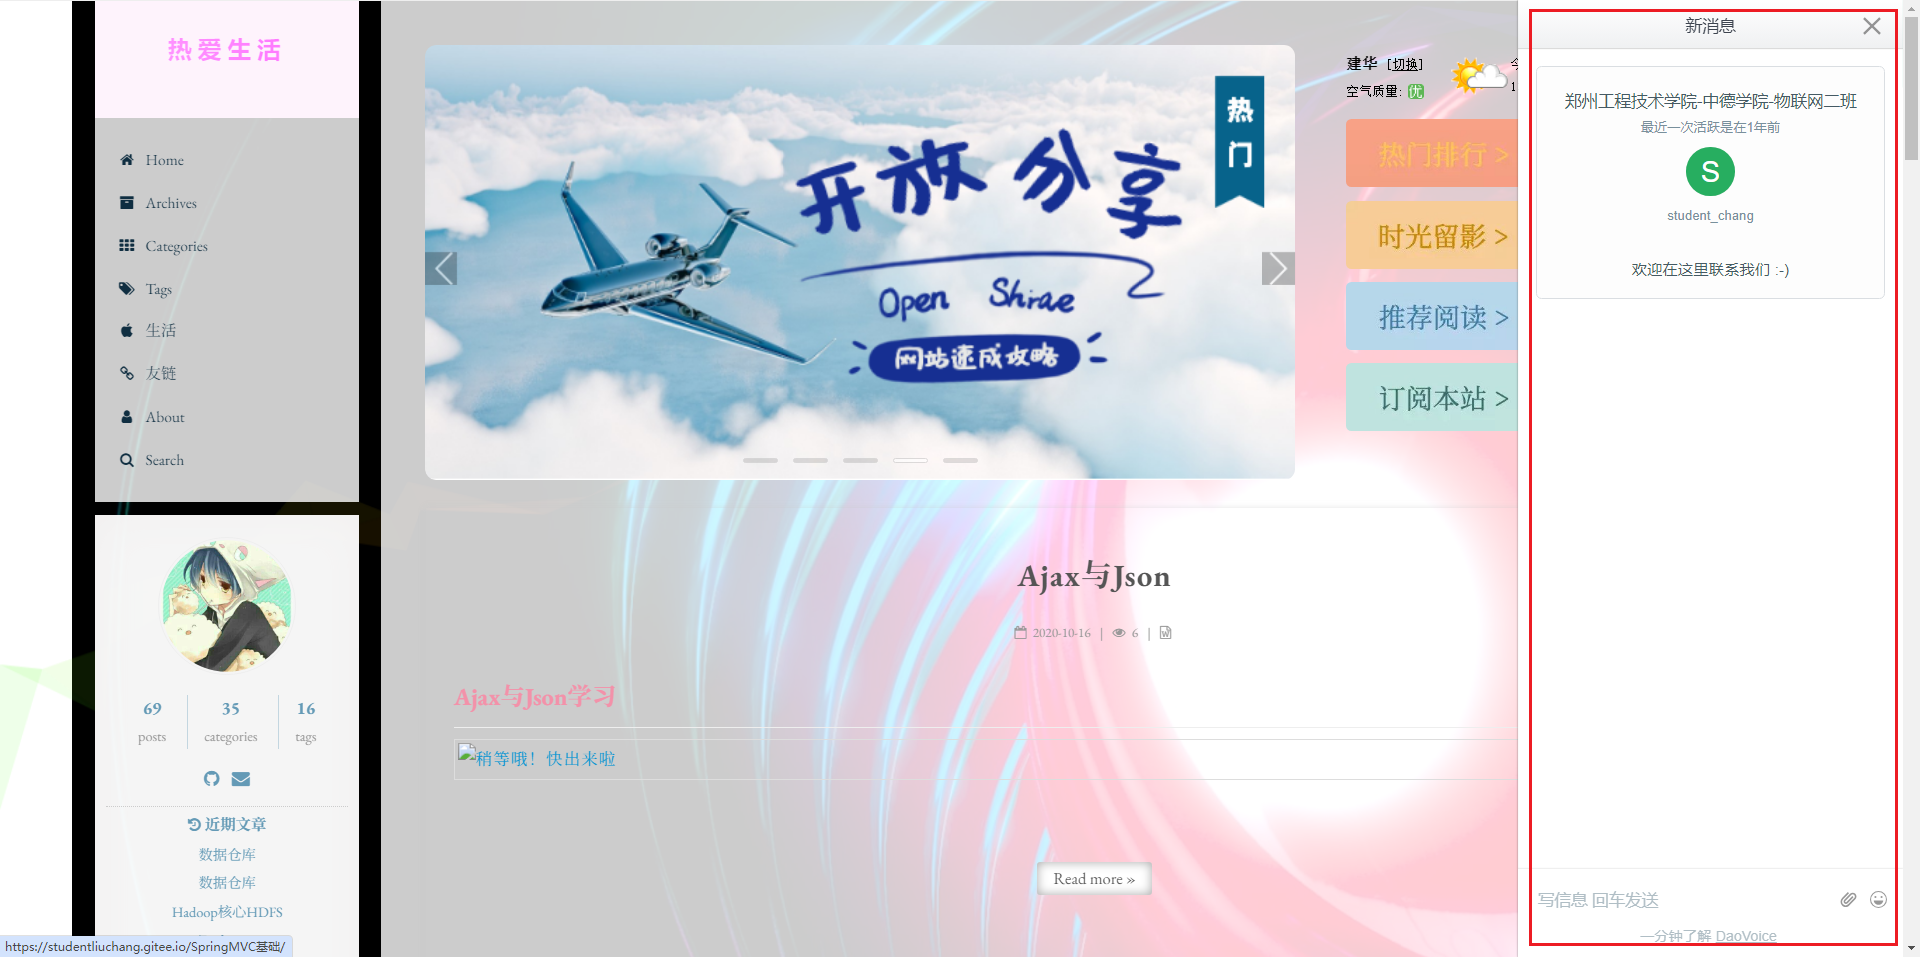 热爱生活
Home
Archives
Categories
Tags
生活
友链
About
Search
69
posts
35
categories
16
tags
近期文章
数据仓库
数据仓库
Hadoop核心HDFS
https://studentliuchang.gitee.io/SpringMVC基础/
热门
开放分享
Open Shirae
网站速成攻略
建华 [切换]
空气质量: 优
热门排行 >
时光留影 >
推荐阅读 >
订阅本站 >
Ajax与Json
2020-10-16 | 6 |
Ajax与Json学习
稍等哦！快出来啦
Read more »
新消息
郑州工程技术学院-中德学院-物联网二班
最近一次活跃是在1年前
S
student_chang
欢迎在这里联系我们 :-)
写信息 回车发送
一分钟了解 DaoVoice